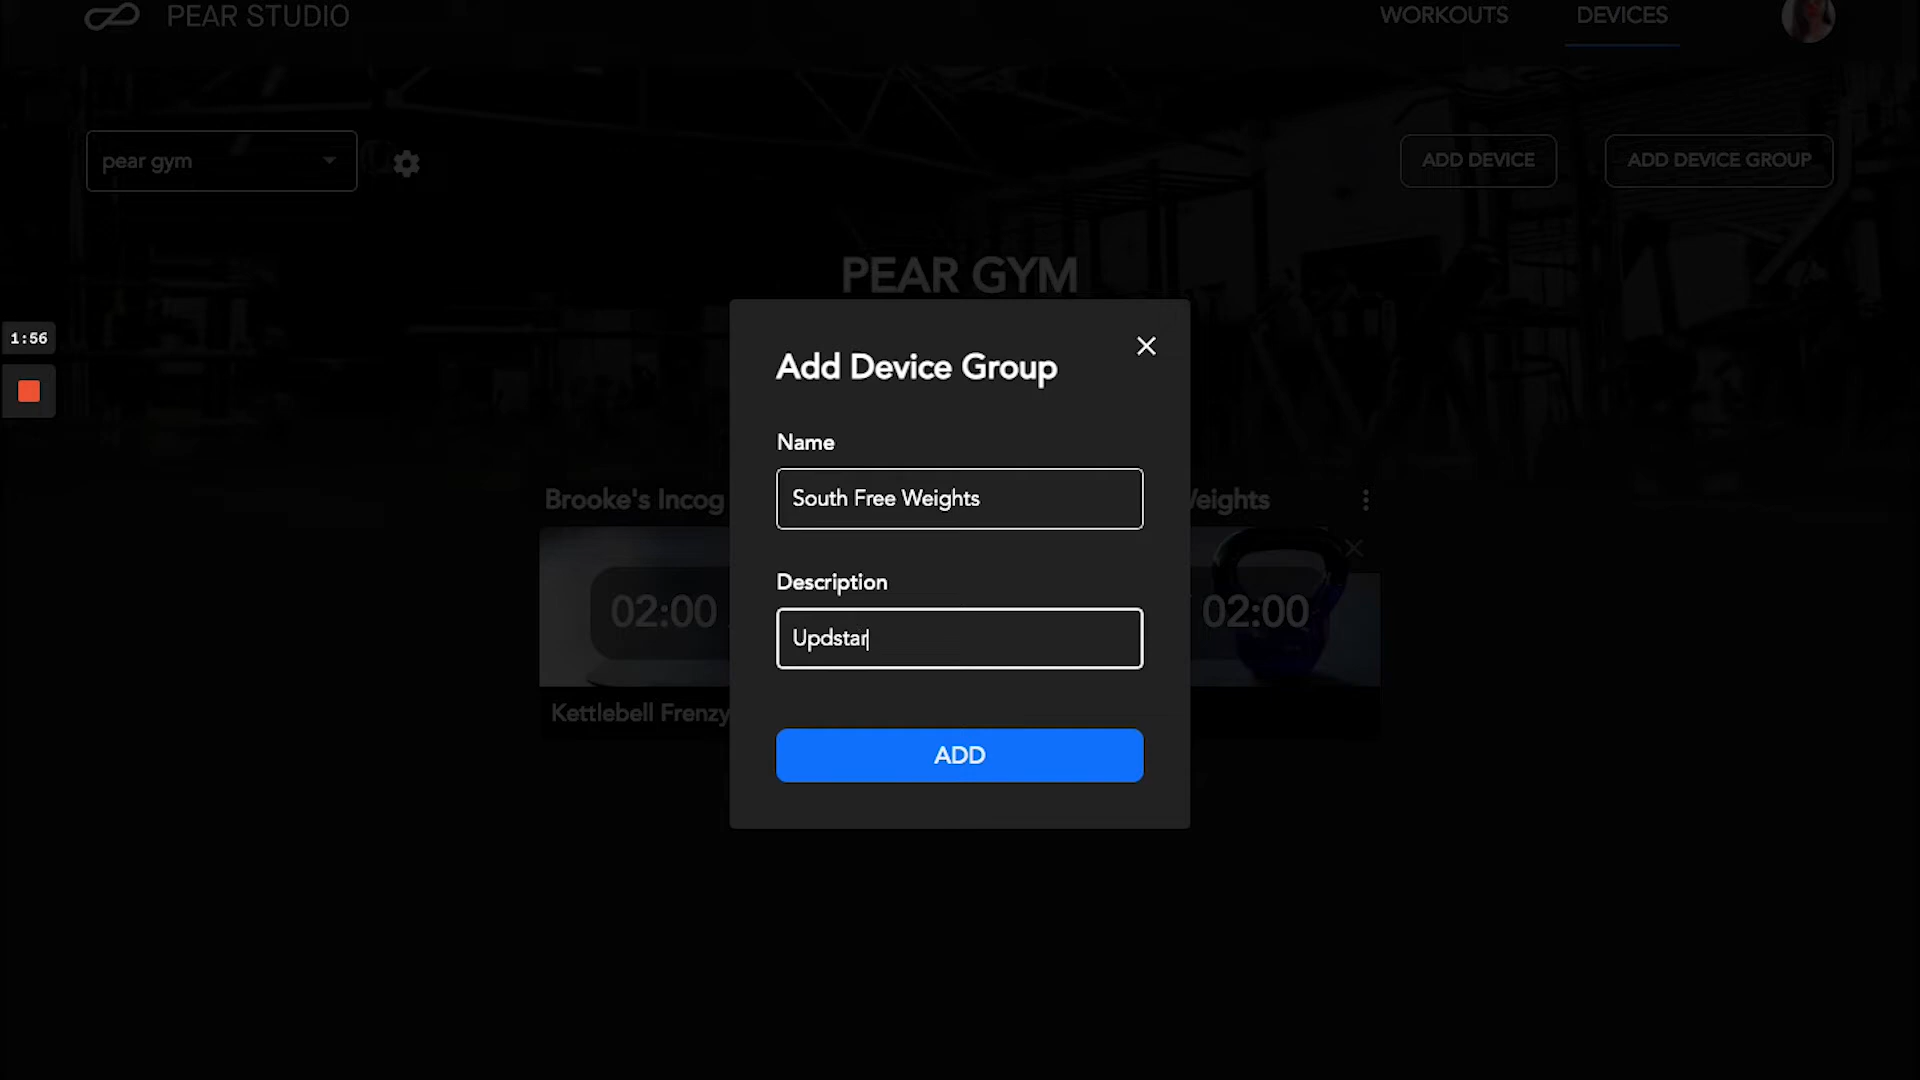 PEAR STUDIO
WORKOUTS
DEVICES
pear gym
ADD DEVICE
ADD DEVICE GROUP
PEAR GYM
1:56
Add Device Group
Name
South Free Weights
Description
Updstar
ADD
Brooke's Incog
Weights
02:00
02:00
Kettlebell Frenzy